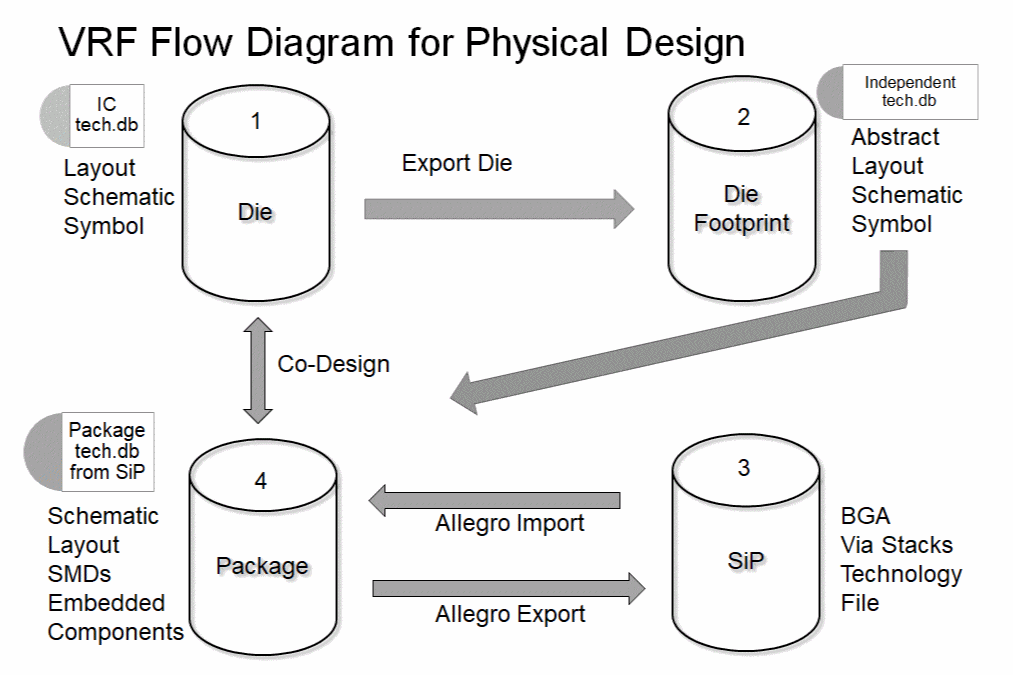 VRF Flow Diagram for Physical Design
IC
tech.db
Layout
Schematic
Symbol
1
Die
Export Die
2
Die
Footprint
Independent
tech.db
Abstract
Layout
Schematic
Symbol
Co-Design
Package
tech.db
from SiP
Schematic
Layout
SMDs
Embedded
Components
4
Package
Allegro Import
Allegro Export
3
SiP
BGA
Via Stacks
Technology
File